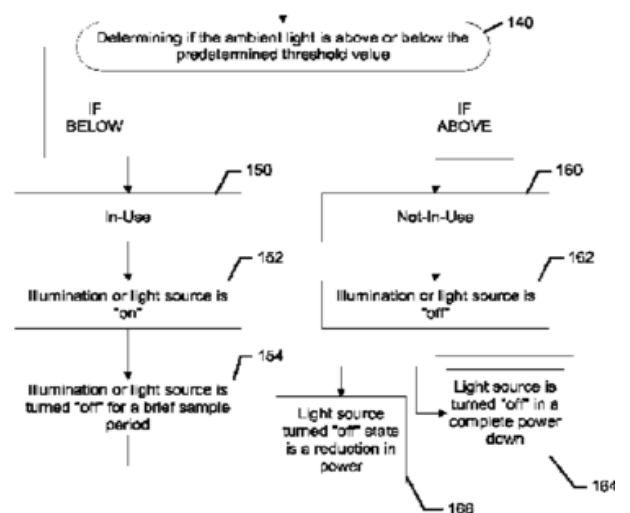 Determining if the ambient light is above or below the
predetermined threshold value
140
IF
BELOW
IF
ABOVE
150
160
In-Use
Not-In-Use
152
162
Illumination or light source is
"on"
Illumination or light source is
"off"
154
Illumination or light source is
turned "off" for a brief sample
period
Light source
turned "off" state
is a reduction in
power
Light source is
turned "off" in a
complete power
down
164
166